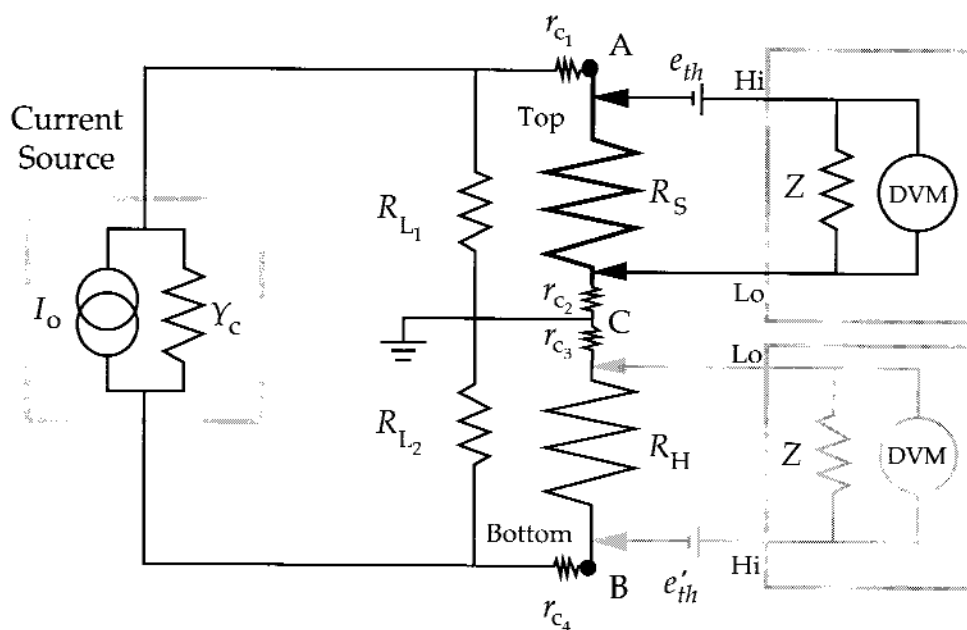 r_c₁
A
e_th
Hi
Top
Current
Source
Z
DVM
R_L₁
R_S
Lo
r_c₂
I_o
Y_c
C
r_c₃
Lo
R_L₂
R_H
Z
DVM
Bottom
B
e'_th
Hi
r_c₄